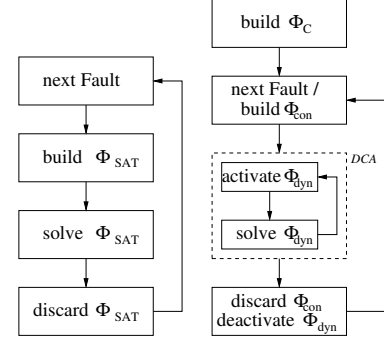 next Fault
build Φ_SAT
solve Φ_SAT
discard Φ_SAT
build Φ_C
next Fault /
build Φ_con
DCA
activate Φ_dyn
solve Φ_dyn
discard Φ_con
deactivate Φ_dyn